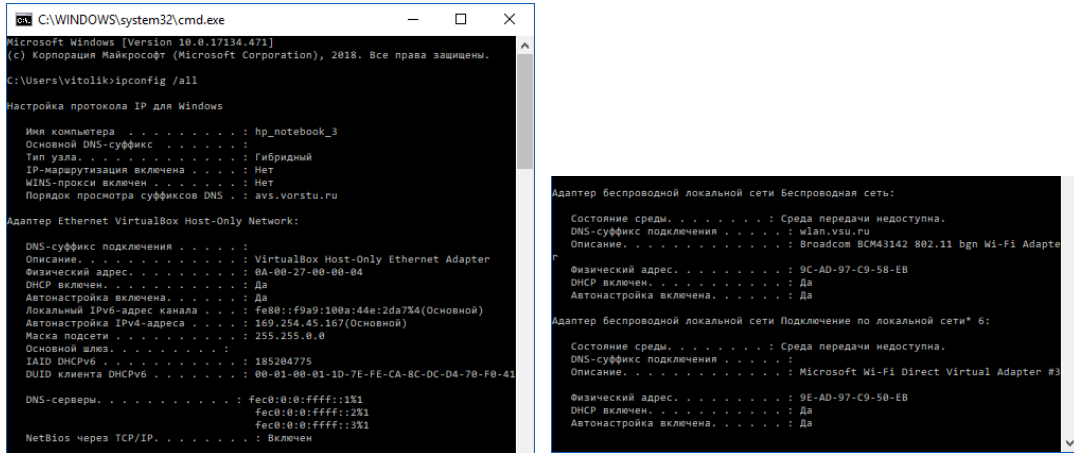 C:\WINDOWS\system32\cmd.exe
Microsoft Windows [Version 10.0.17134.471]
(c) Корпорация Майкрософт (Microsoft Corporation), 2018. Все права защищены.
C:\Users\vitolik>ipconfig /all
Настройка протокола IP для Windows
Имя компьютера . . . . . . . . . : hp_notebook_3
Основной DNS-суффикс . . . . . . :
Тип узла. . . . . . . . . . . . . : Гибридный
IP-маршрутизация включена . . . . : Нет
WINS-прокси включен . . . . . . . : Нет
Порядок просмотра суффиксов DNS . : avs.vorstu.ru
Адаптер Ethernet VirtualBox Host-Only Network:
DNS-суффикс подключения . . . . . :
Описание. . . . . . . . . . . . . : VirtualBox Host-Only Ethernet Adapter
Физический адрес. . . . . . . . . : 0A-00-27-00-00-04
DHCP включен. . . . . . . . . . . : Да
Автонастройка включена. . . . . . : Да
Локальный IPv6-адрес канала . . . : fe80::f9a9:100a:44e:2da7%4(Основной)
Автонастройка IPv4-адреса . . . . : 169.254.45.167(Основной)
Маска подсети . . . . . . . . . . : 255.255.0.0
Основной шлюз. . . . . . . . . :
IAID DHCPv6 . . . . . . . . . . . : 185204775
DUID клиента DHCPv6 . . . . . . . : 00-01-00-01-1D-7E-FE-CA-8C-DC-D4-70-F0-41
DNS-серверы. . . . . . . . . . . : fec0:0:0:ffff::1%1
fec0:0:0:ffff::2%1
fec0:0:0:ffff::3%1
NetBios через TCP/IP. . . . . . . . : Включен
Адаптер беспроводной локальной сети Беспроводная сеть:
Состояние среды. . . . . . . . : Среда передачи недоступна.
DNS-суффикс подключения . . . . . : wlan.vsu.ru
Описание. . . . . . . . . . . . . : Broadcom BCM43142 802.11 bgn Wi-Fi Adapte
r
Физический адрес. . . . . . . . . : 9C-AD-97-C9-58-EB
DHCP включен. . . . . . . . . . . : Да
Автонастройка включена. . . . . . : Да
Адаптер беспроводной локальной сети Подключение по локальной сети* 6:
Состояние среды. . . . . . . . : Среда передачи недоступна.
DNS-суффикс подключения . . . . . :
Описание. . . . . . . . . . . . . : Microsoft Wi-Fi Direct Virtual Adapter #3
Физический адрес. . . . . . . . . : 9E-AD-97-C9-50-EB
DHCP включен. . . . . . . . . . . : Да
Автонастройка включена. . . . . . : Да